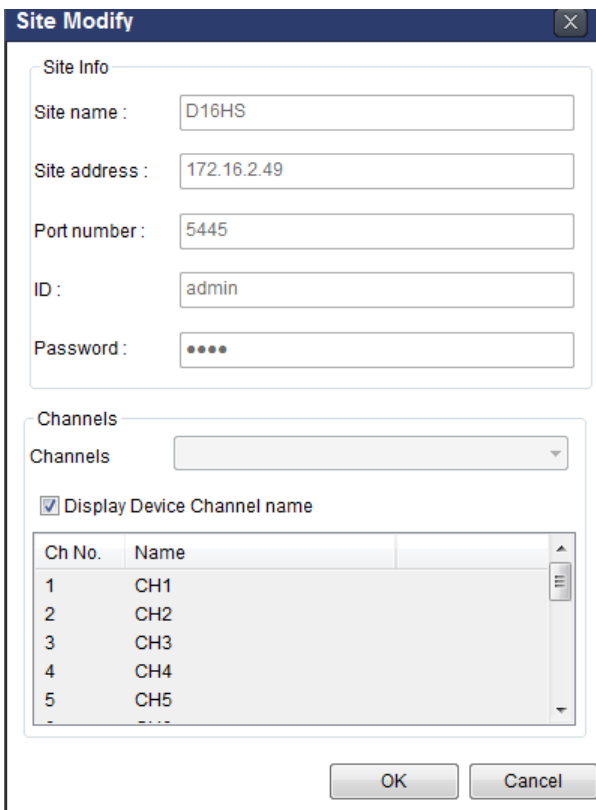 Site Modify
Site Info
Site name : D16HS
Site address : 172.16.2.49
Port number : 5445
ID : admin
Password : ●●●●
Channels
Channels
Display Device Channel name
Ch No. Name
1 CH1
2 CH2
3 CH3
4 CH4
5 CH5
OK Cancel